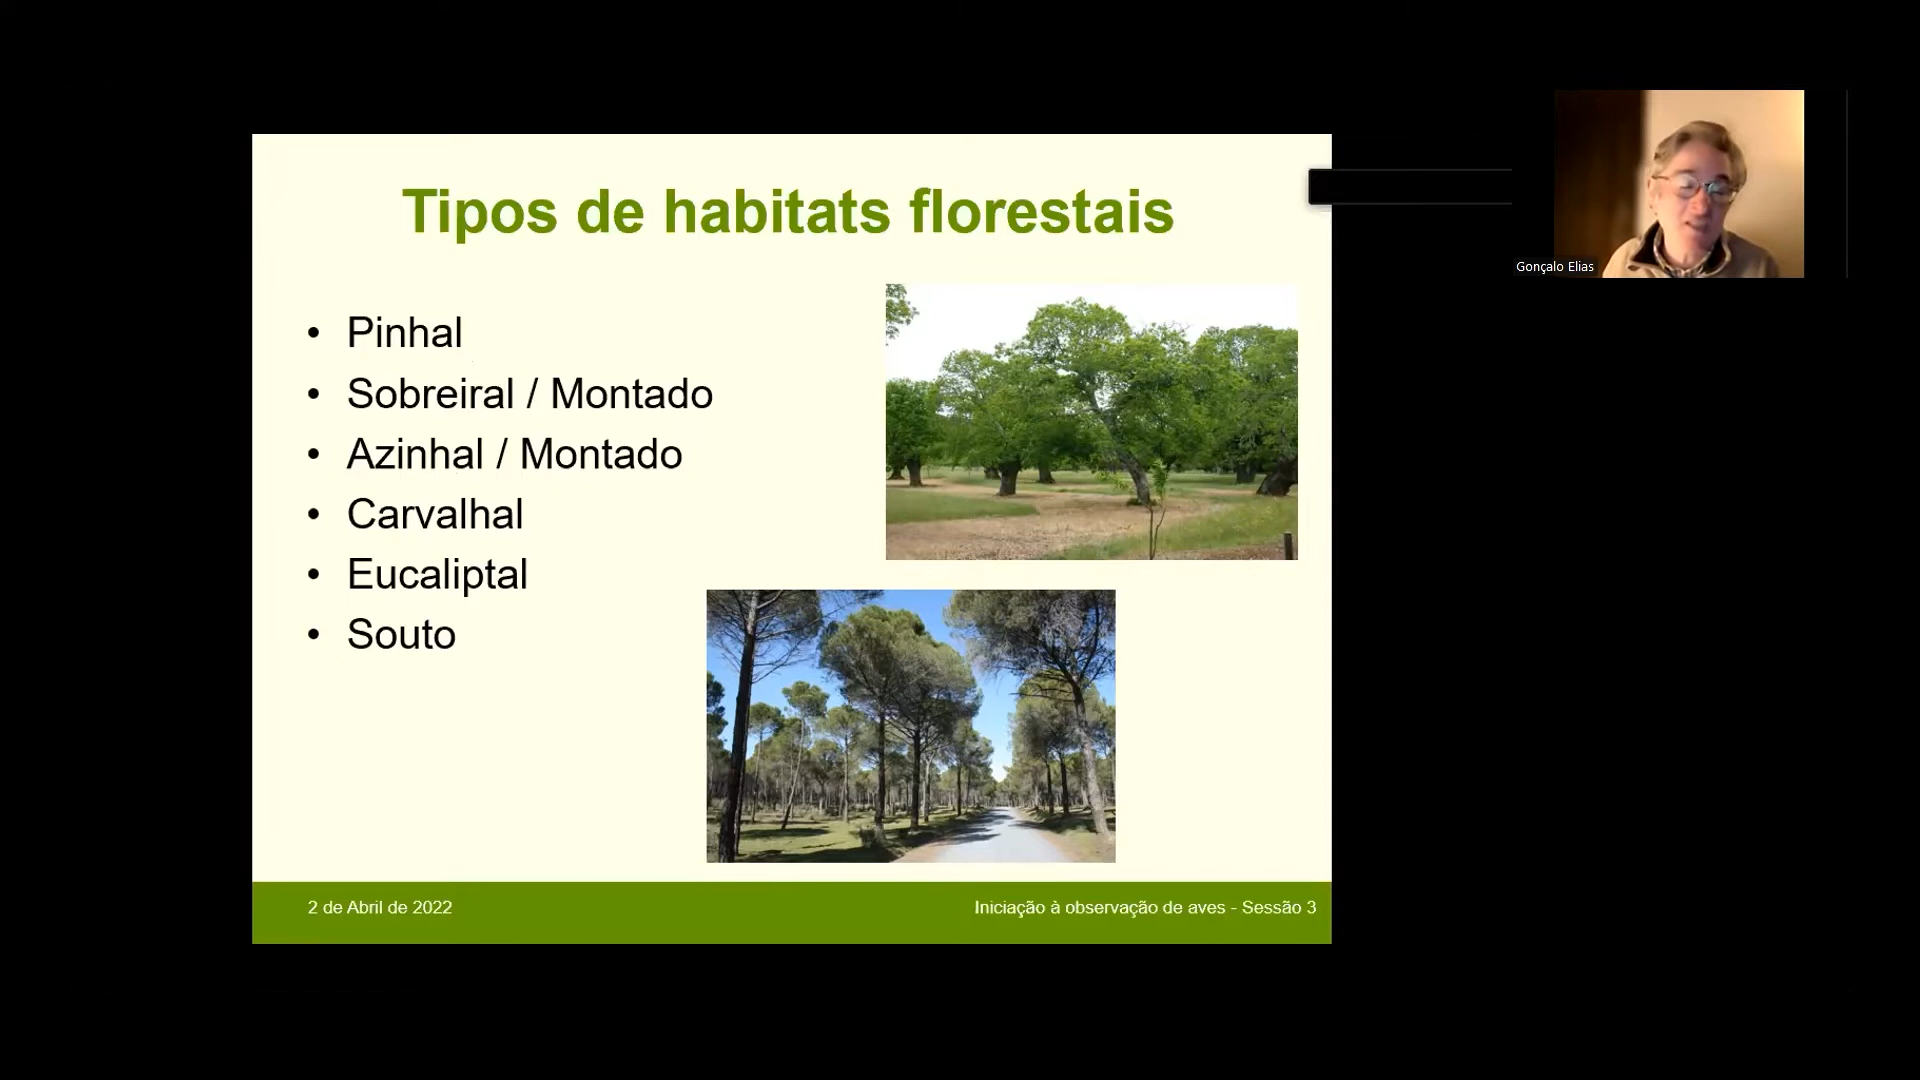 Tipos de habitats florestais
• Pinhal
• Sobreiral / Montado
• Azinhal / Montado
• Carvalhal
• Eucaliptal
• Souto
2 de Abril de 2022
Iniciação à observação de aves - Sessão 3
Gonçalo Elias